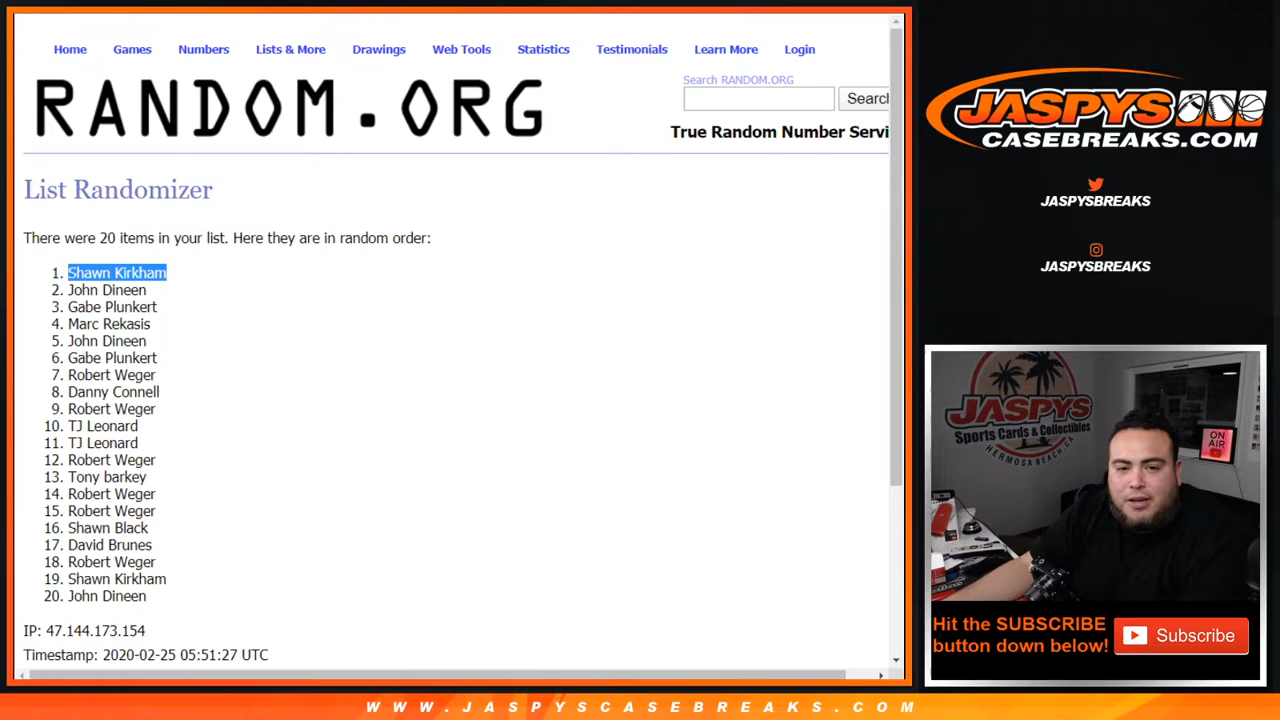 Home Games Numbers Lists & More Drawings Web Tools Statistics Testimonials Learn More Login
RANDOM.ORG
Search RANDOM.ORG
Search
True Random Number Servi
List Randomizer
There were 20 items in your list. Here they are in random order:
1. Shawn Kirkham
2. John Dineen
3. Gabe Plunkert
4. Marc Rekasis
5. John Dineen
6. Gabe Plunkert
7. Robert Weger
8. Danny Connell
9. Robert Weger
10. TJ Leonard
11. TJ Leonard
12. Robert Weger
13. Tony barkey
14. Robert Weger
15. Robert Weger
16. Shawn Black
17. David Brunes
18. Robert Weger
19. Shawn Kirkham
20. John Dineen
IP: 47.144.173.154
Timestamp: 2020-02-25 05:51:27 UTC
JASPYS
CASEBREAKS.COM
JASPYSBREAKS
JASPYSBREAKS
JASPYS
Sports Cards & Collectibles
HERMOSA BEACH, CA
ON
AIR
Hit the SUBSCRIBE
button down below!
Subscribe
WWW.JASPYSCASEBREAKS.COM